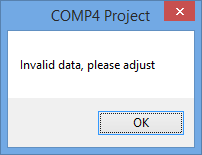 COMP4 Project
Invalid data, please adjust
OK